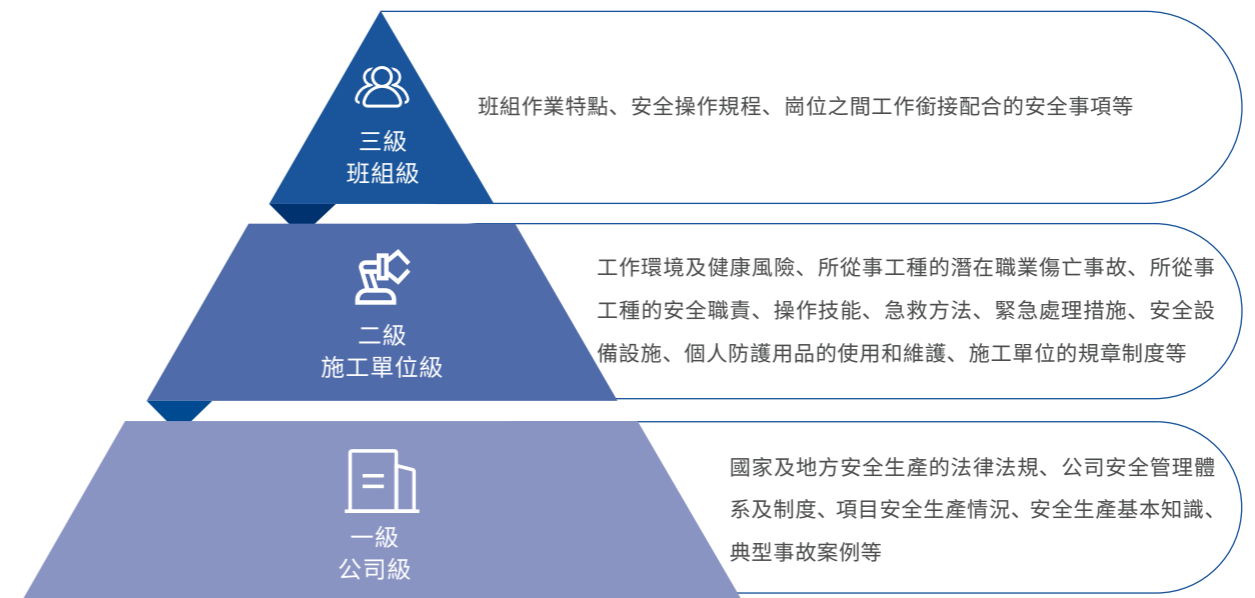 三級
班組級
班組作業特點、安全操作規程、崗位之間工作銜接配合的安全事項等
二級
施工單位級
工作環境及健康風險、所從事工種的潛在職業傷亡事故、所從事
工種的安全職責、操作技能、急救方法、緊急處理措施、安全設
備設施、個人防護用品的使用和維護、施工單位的規章制度等
一級
公司級
國家及地方安全生產的法律法規、公司安全管理體
系及制度、項目安全生產情況、安全生產基本知識、
典型事故案例等